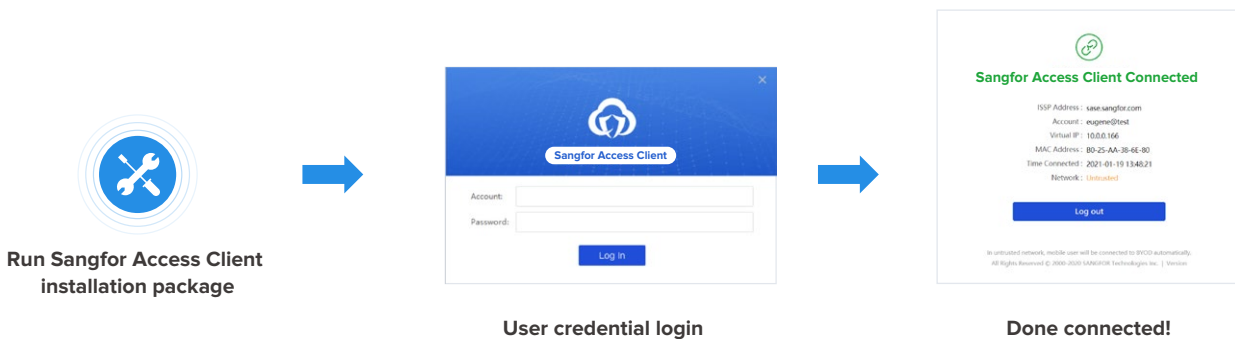 Run Sangfor Access Client
installation package
Sangfor Access Client
Account:
Password:
Log in
User credential login
Sangfor Access Client Connected
ISSP Address : sase.sangfor.com
Account : eugene@test
Virtual IP : 10.0.0.166
MAC Address : B0-25-AA-38-6E-80
Time Connected : 2021-01-19 13:48:21
Network : Untrusted
Log out
In untrusted network, mobile user will be connected to BYCO automatically.
All Rights Reserved © 2000-2020 SANGFOR Technologies Inc. | Version
Done connected!